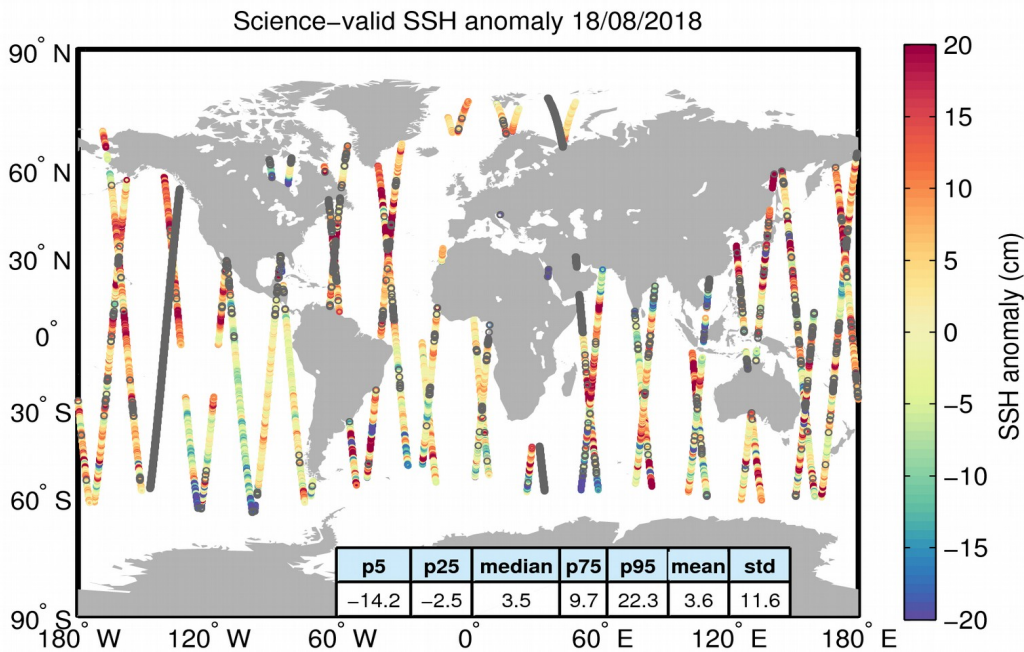 Science−valid SSH anomaly 18/08/2018
90° N
60° N
30° N
0°
30° S
60° S
90° S
180° W
120° W
60° W
0°
60° E
120° E
180° E
p5 p25 median p75 p95 mean std
−14.2 −2.5 3.5 9.7 22.3 3.6 11.6
20
15
10
5
0
−5
−10
−15
−20
SSH anomaly (cm)